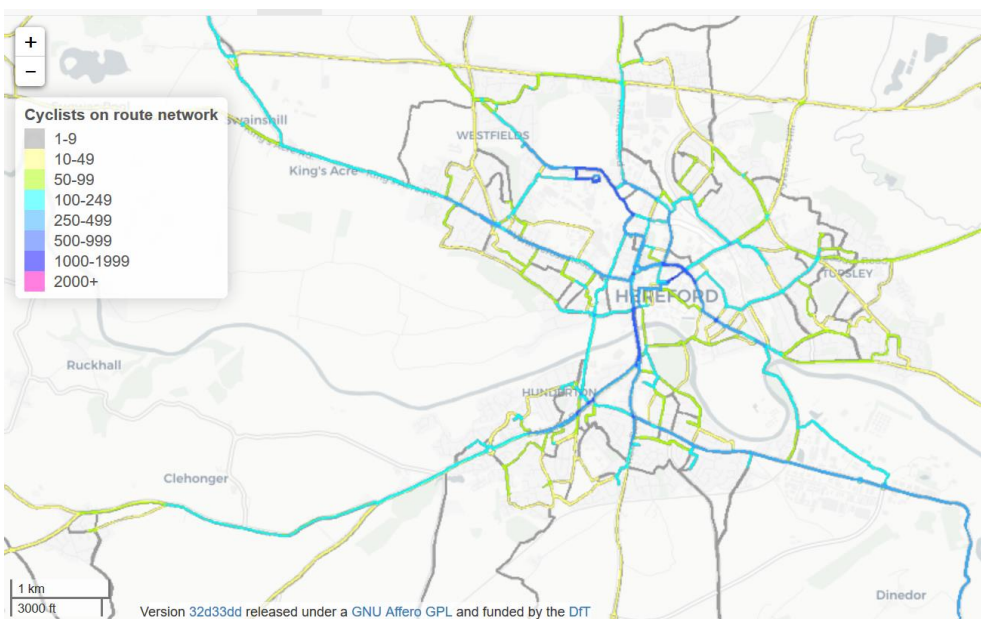 +
−
Cyclists on route network
1-9
10-49
50-99
100-249
250-499
500-999
1000-1999
2000+
wainshill
King's Acre
WESTFIELDS
HEREFORD
TUPSLEY
Ruckhall
HUNDERTON
Clehonger
Dinedor
1 km
3000 ft
Version 32d33dd released under a GNU Affero GPL and funded by the DfT